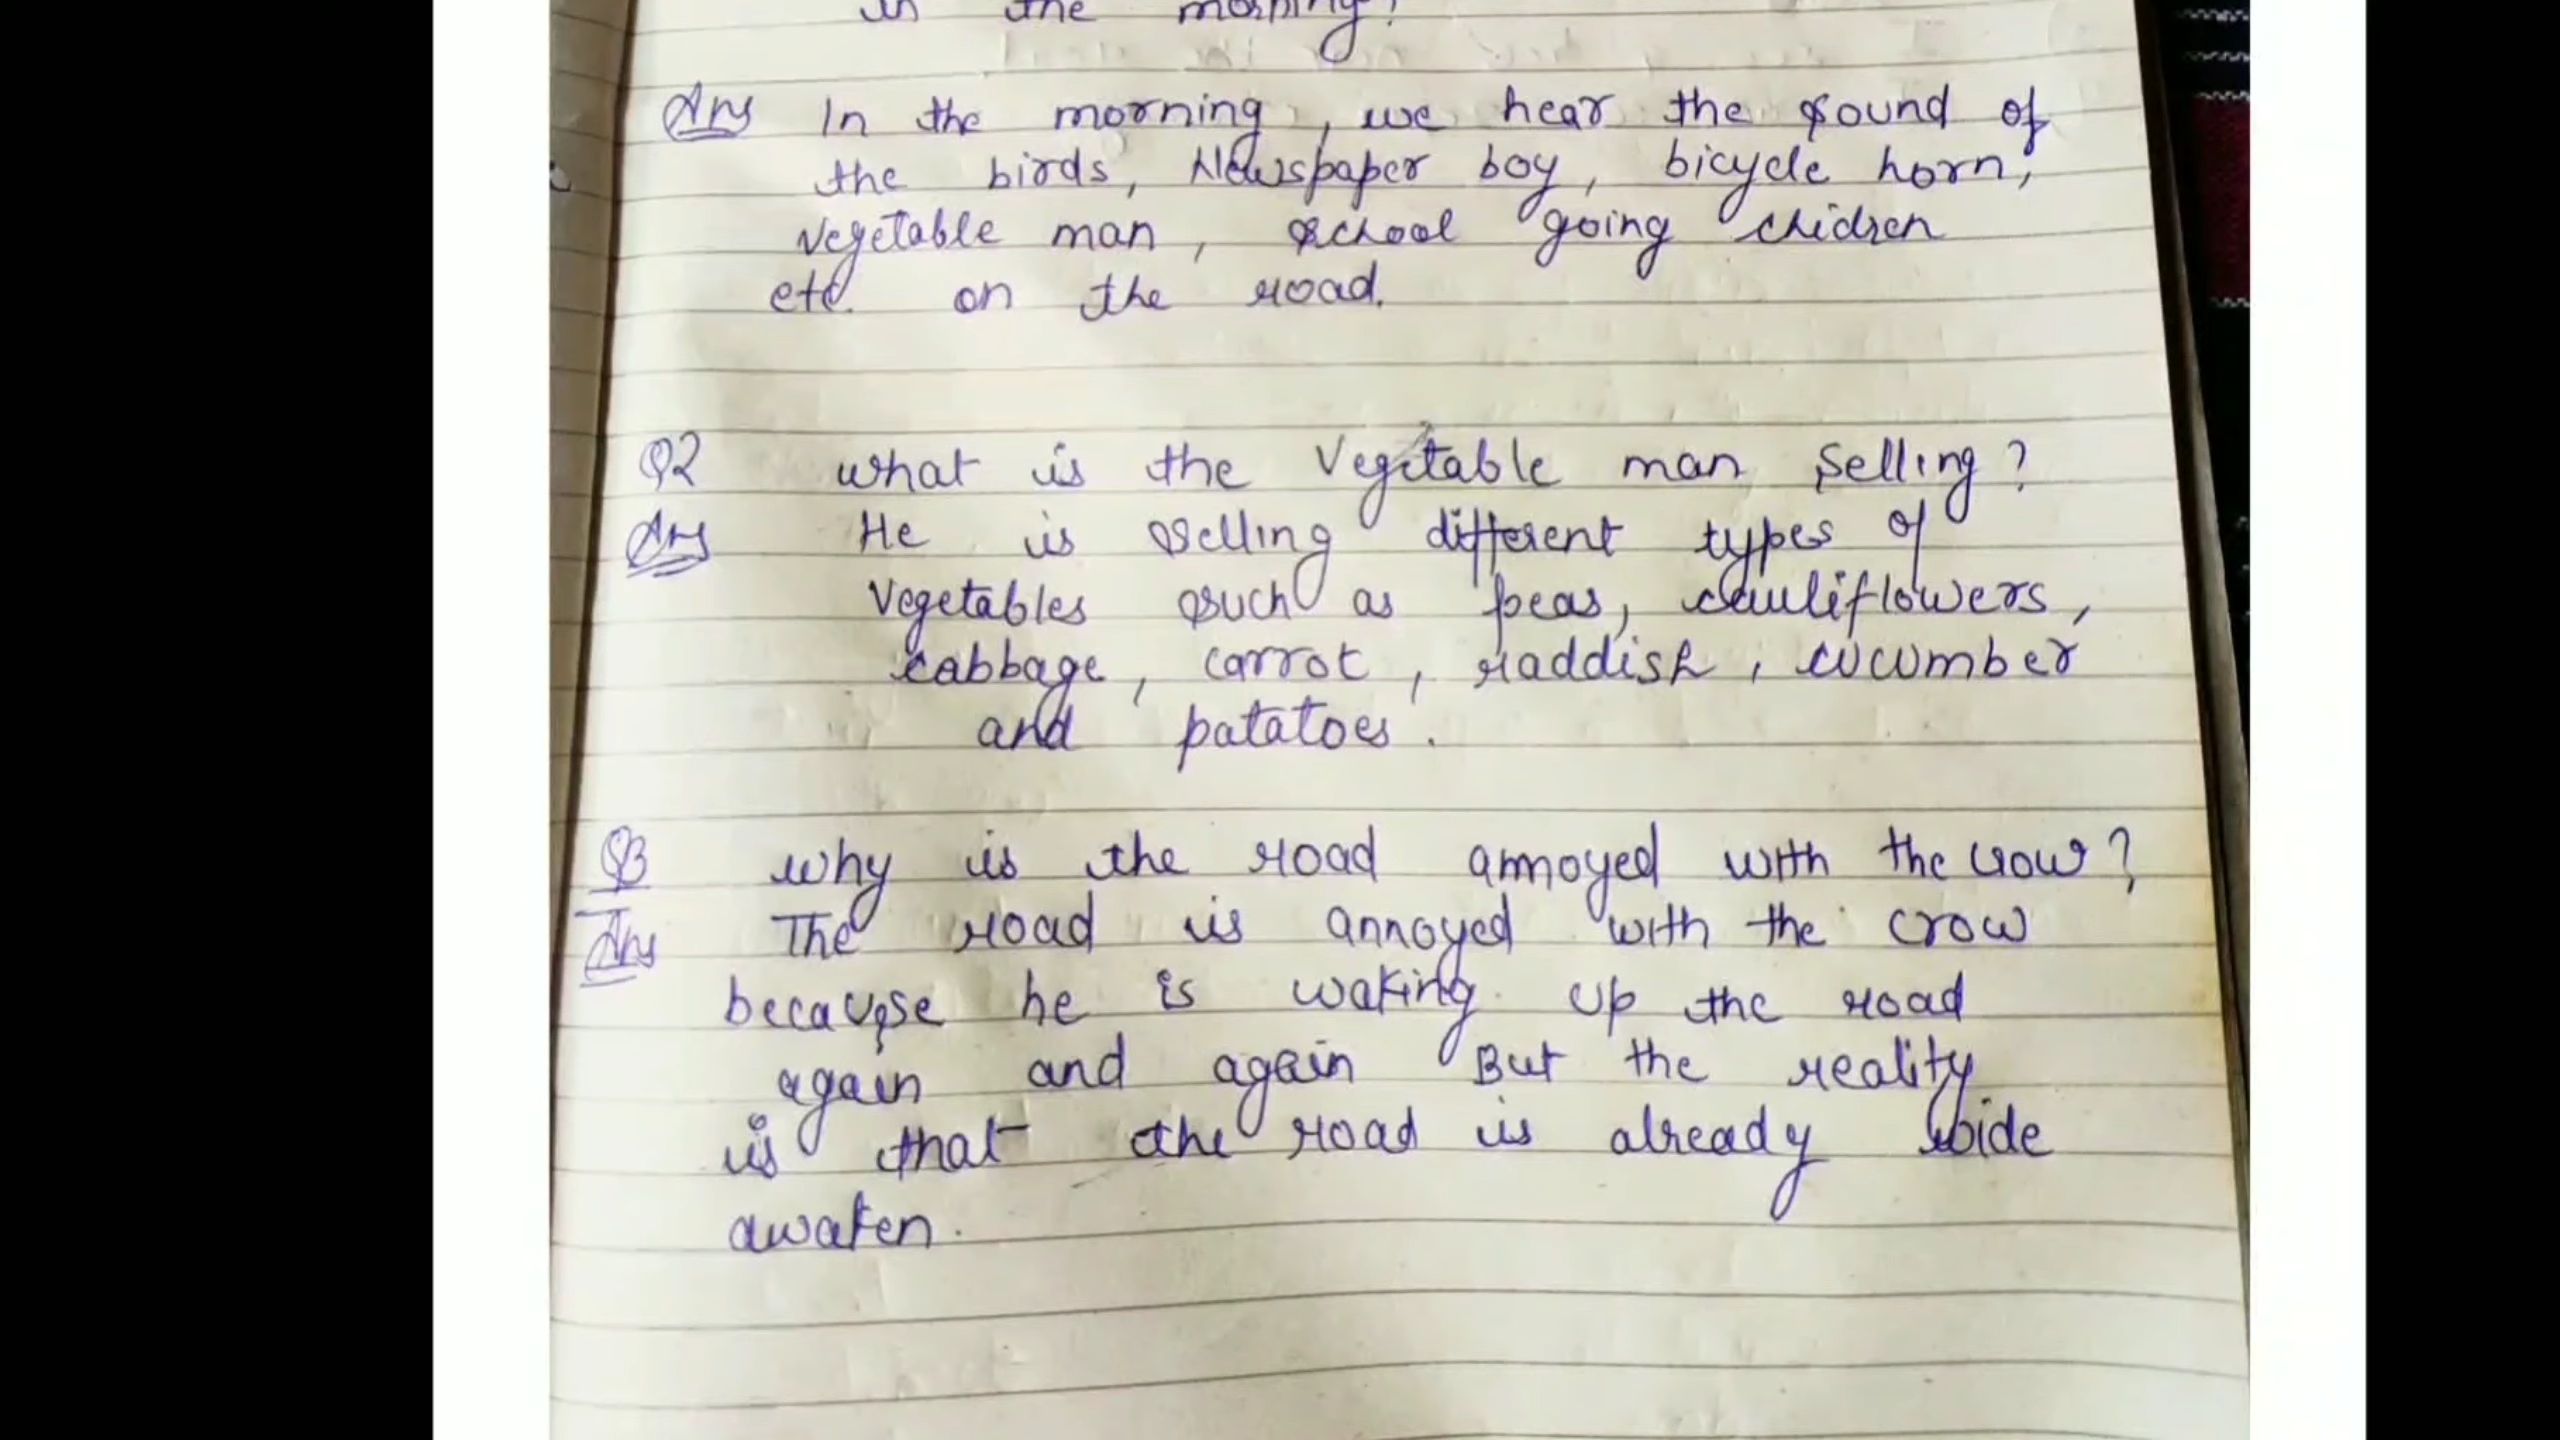 in the morning?
Ans In the morning, we hear the sound of
the birds, Newspaper boy, bicycle horn,
vegetable man, school going chidren
etc. on the road.
Q2 what is the Vegetable man selling?
Ans He is selling different types of
Vegetables such as peas, cauliflowers,
cabbage, carrot, raddish, cucumber
and patatoes.
Q3 why is the road annoyed with the crow?
Ans The road is annoyed with the crow
because he is waking up the road
again and again But the reality
is that the road is already wide
awaken.